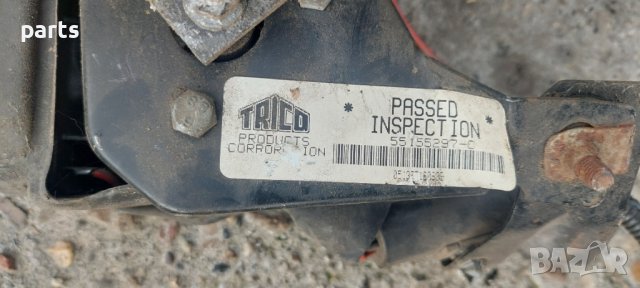 parts
TRICO
PRODUCTS
CORPORATION
* PASSED *
INSPECTION
55155297-C
BAZAR